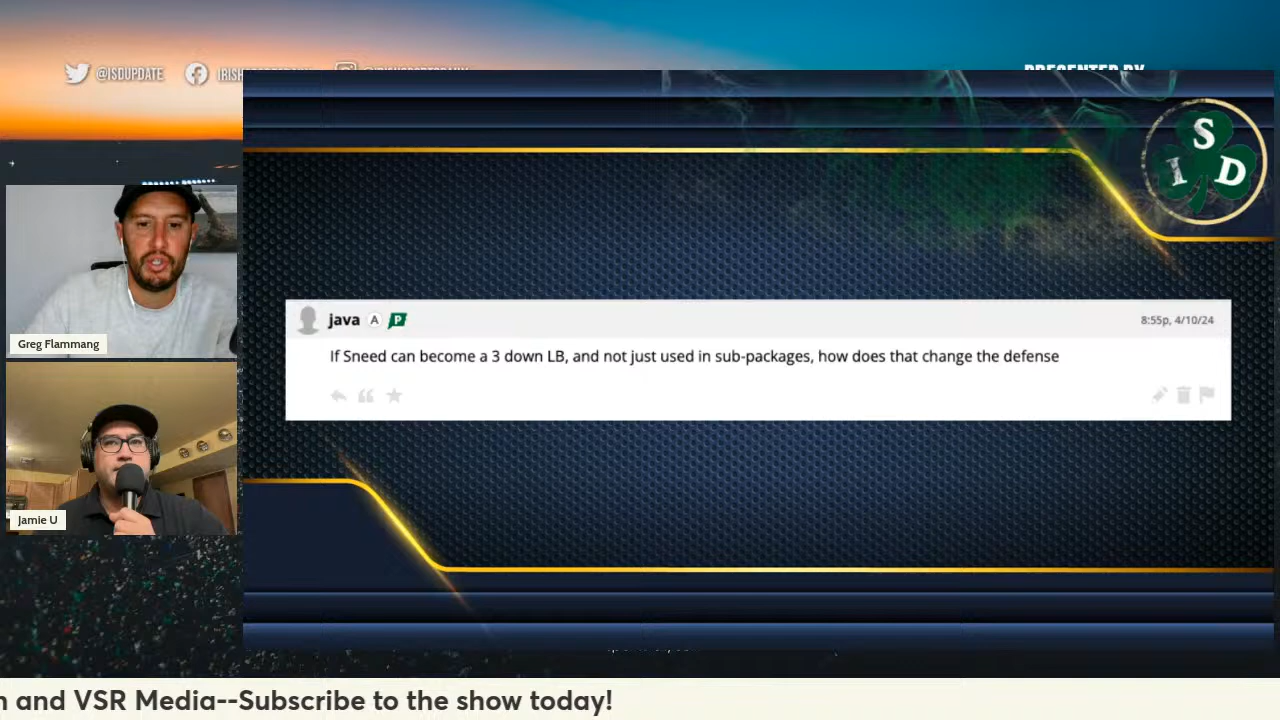 @ISDUPDATE
PRESENTED BY
S
I D
java A P
8:55p, 4/10/24
If Sneed can become a 3 down LB, and not just used in sub-packages, how does that change the defense
Greg Flammang
Jamie U
and VSR Media--Subscribe to the show today!